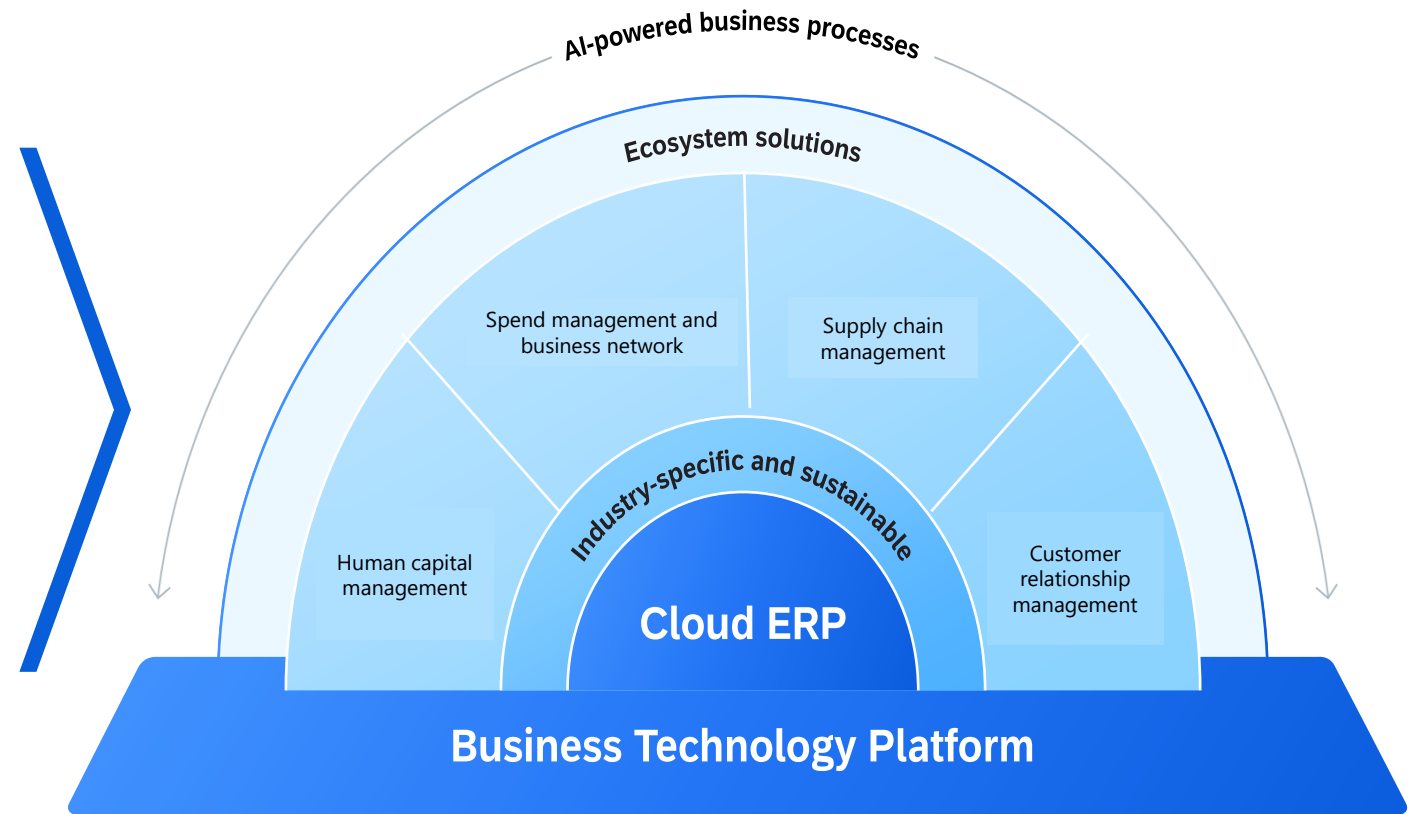 AI-powered business processes
Ecosystem solutions
Spend management and
business network
Supply chain
management
Industry-specific and sustainable
Human capital
management
Customer
relationship
management
Cloud ERP
Business Technology Platform